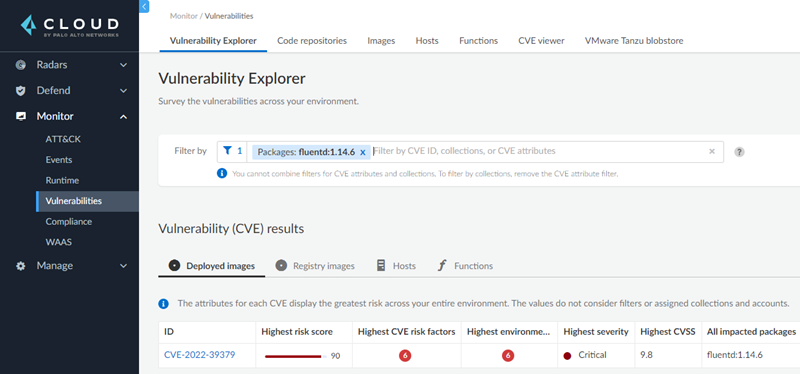 CLOUD
BY PALO ALTO NETWORKS
Radars
Defend
Monitor
ATT&CK
Events
Runtime
Vulnerabilities
Compliance
WAAS
Manage
Monitor / Vulnerabilities
Vulnerability Explorer Code repositories Images Hosts Functions CVE viewer VMware Tanzu blobstore
Vulnerability Explorer
Survey the vulnerabilities across your environment.
Filter by 1 Packages: fluentd:1.14.6 x Filter by CVE ID, collections, or CVE attributes × ?
You cannot combine filters for CVE attributes and collections. To filter by collections, remove the CVE attribute filter.
Vulnerability (CVE) results
Deployed images Registry images Hosts Functions
The attributes for each CVE display the greatest risk across your entire environment. The values do not consider filters or assigned collections and accounts.
ID Highest risk score Highest CVE risk factors Highest environme... Highest severity Highest CVSS All impacted packages
CVE-2022-39379 90 6 6 Critical 9.8 fluentd:1.14.6